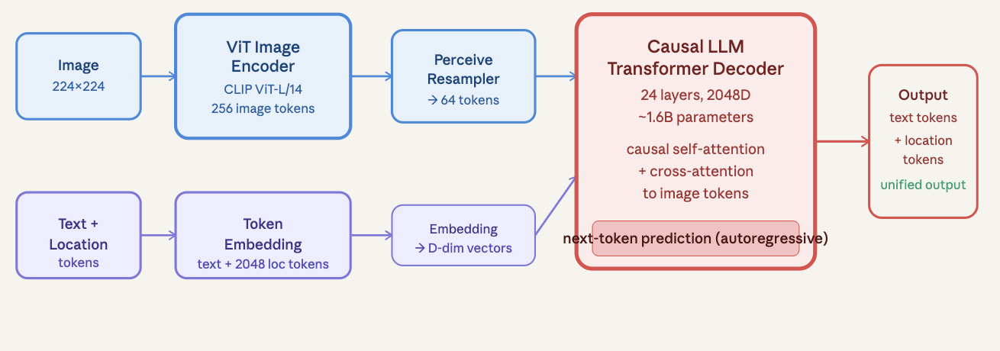 Image
224×224
ViT Image
Encoder
CLIP ViT-L/14
256 image tokens
Perceive
Resampler
→ 64 tokens
Causal LLM
Transformer Decoder
24 layers, 2048D
~1.6B parameters
causal self-attention
+ cross-attention
to image tokens
next-token prediction (autoregressive)
Output
text tokens
+ location
tokens
unified output
Text +
Location
tokens
Token
Embedding
text + 2048 loc tokens
Embedding
→ D-dim vectors